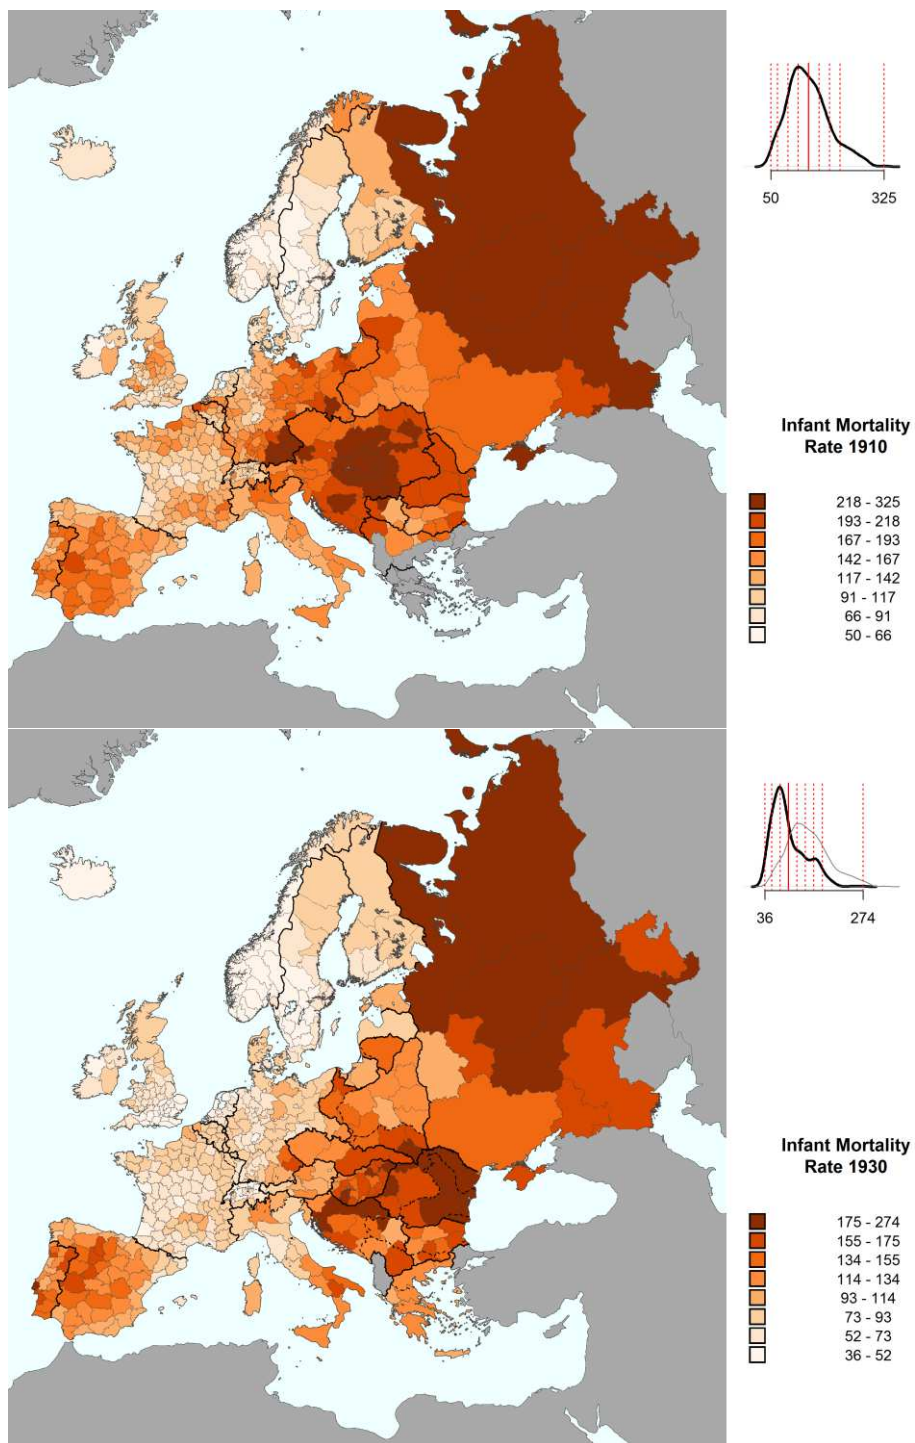 50
325
Infant Mortality
Rate 1910
218 - 325
193 - 218
167 - 193
142 - 167
117 - 142
91 - 117
66 - 91
50 - 66
36
274
Infant Mortality
Rate 1930
175 - 274
155 - 175
134 - 155
114 - 134
93 - 114
73 - 93
52 - 73
36 - 52